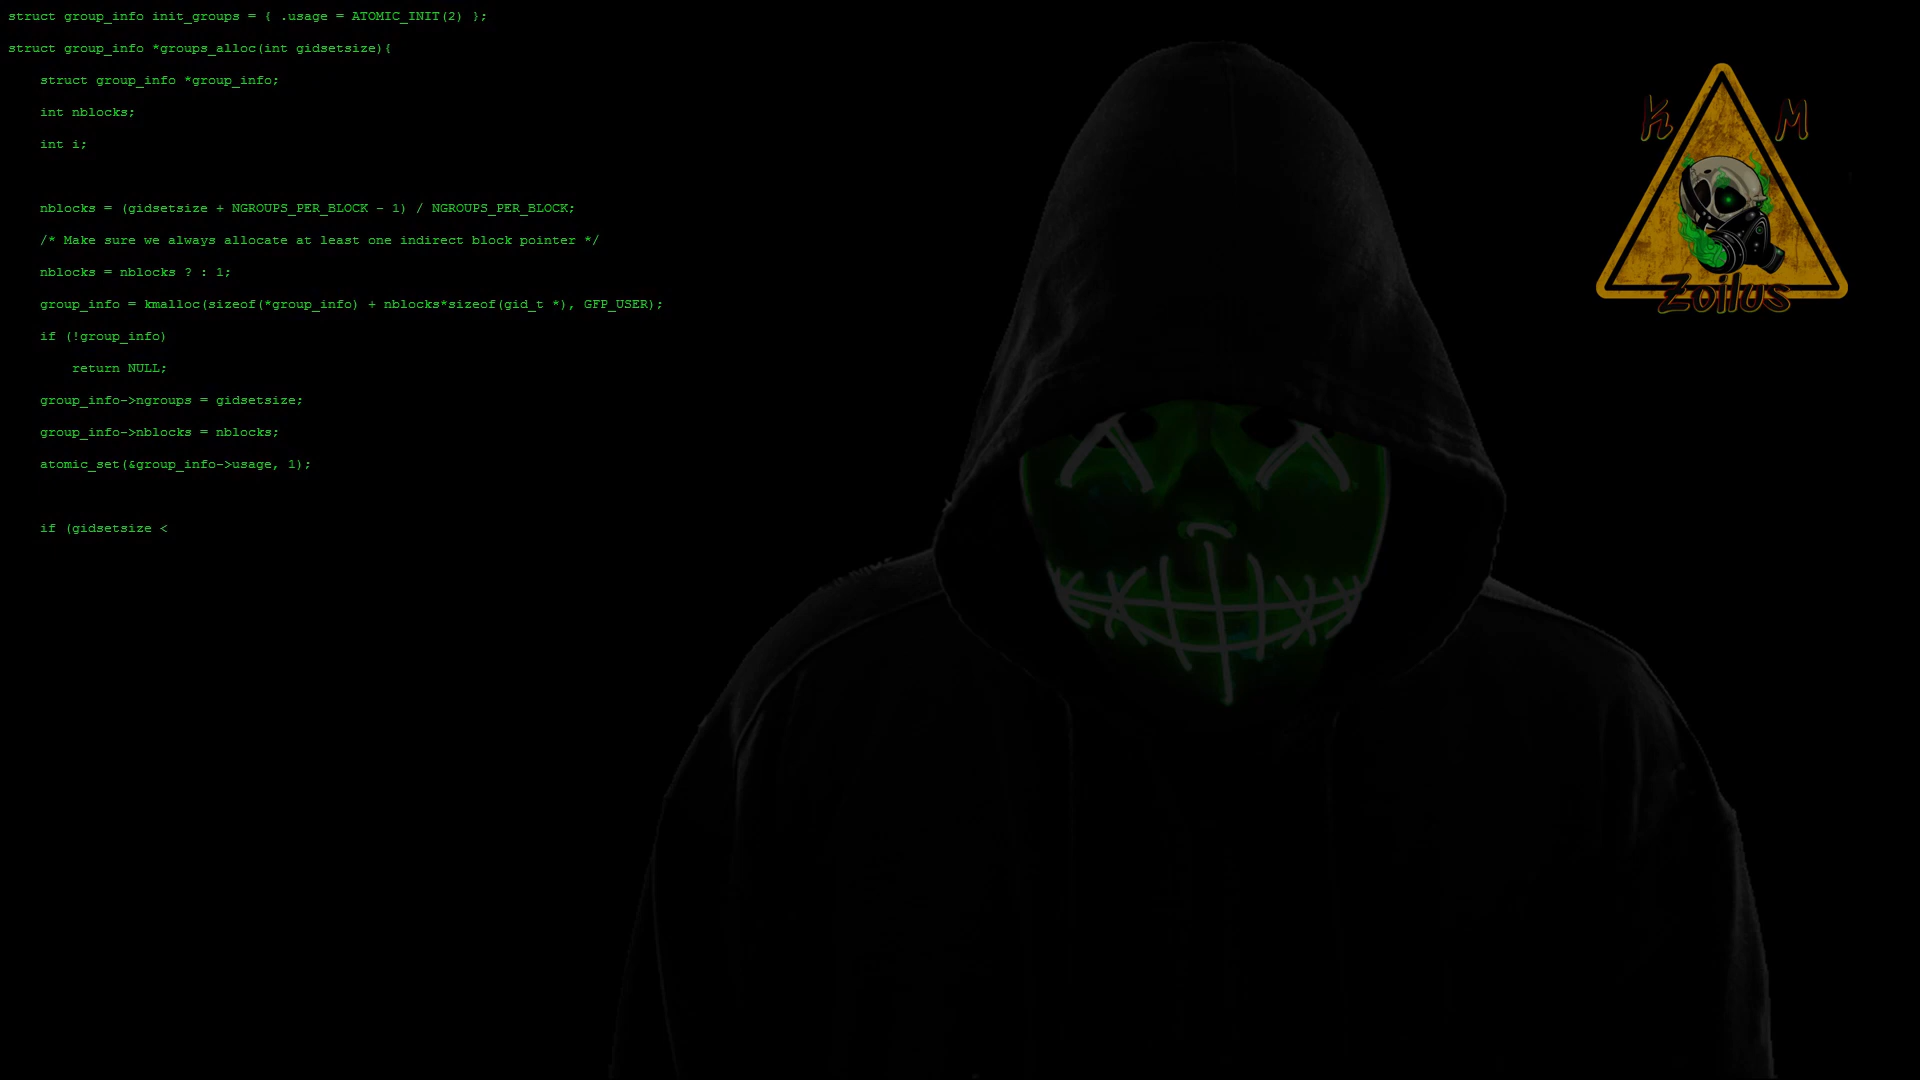 struct group_info init_groups = { .usage = ATOMIC_INIT(2) };
struct group_info *groups_alloc(int gidsetsize){
    struct group_info *group_info;
    int nblocks;
    int i;
    nblocks = (gidsetsize + NGROUPS_PER_BLOCK - 1) / NGROUPS_PER_BLOCK;
    /* Make sure we always allocate at least one indirect block pointer */
    nblocks = nblocks ? : 1;
    group_info = kmalloc(sizeof(*group_info) + nblocks*sizeof(gid_t *), GFP_USER);
    if (!group_info)
        return NULL;
    group_info->ngroups = gidsetsize;
    group_info->nblocks = nblocks;
    atomic_set(&group_info->usage, 1);
    if (gidsetsize <
K M
Zoilus